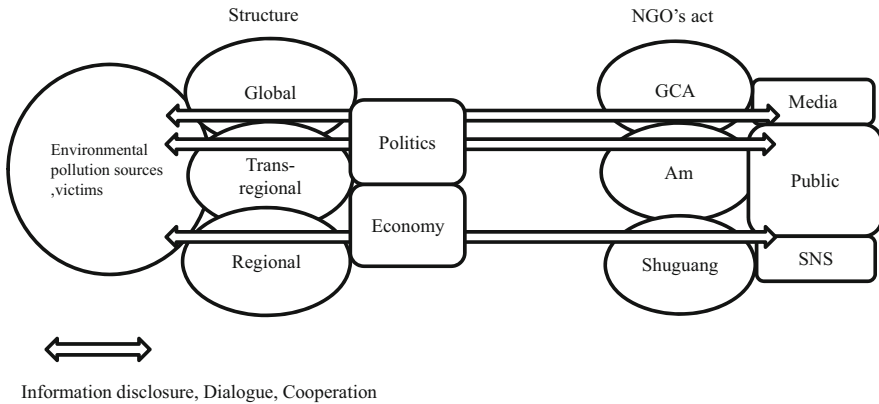 Structure
NGO's act
Global
GCA
Media
Politics
Environmental
pollution sources
,victims
Trans-
regional
Am
Public
Economy
Regional
Shuguang
SNS
Information disclosure, Dialogue, Cooperation